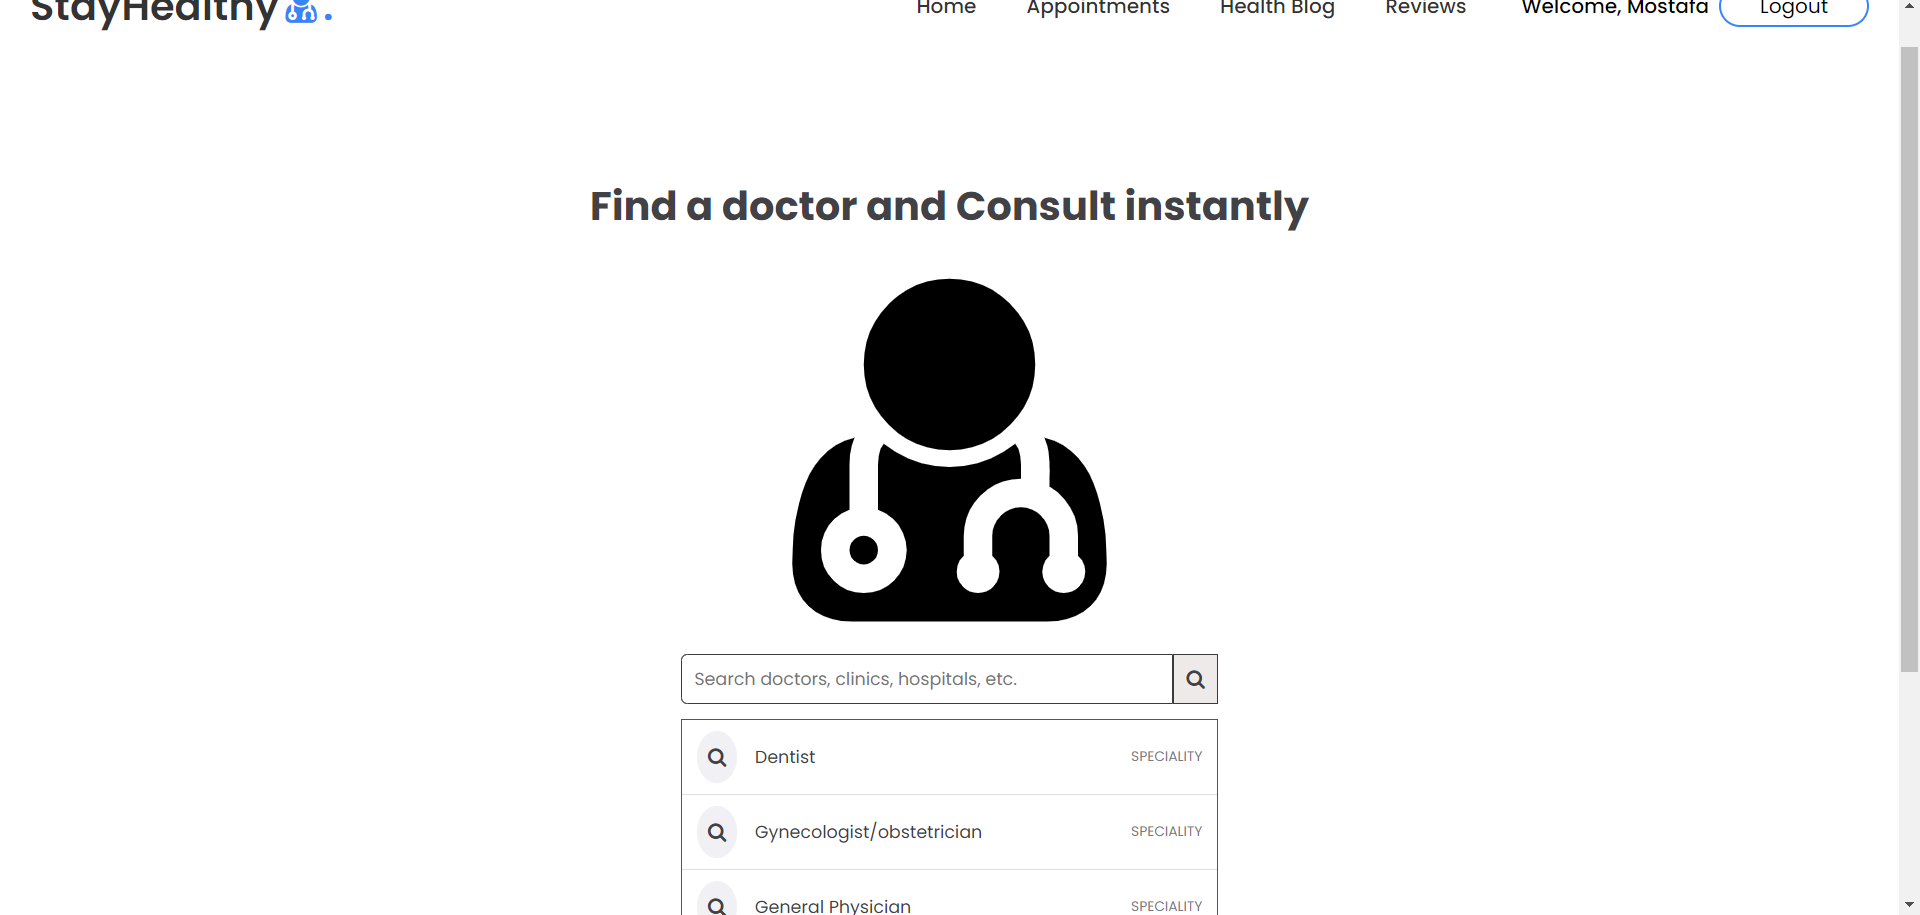 StayHealthy.
Home Appointments Health Blog Reviews Welcome, Mostafa Logout
Find a doctor and Consult instantly
Search doctors, clinics, hospitals, etc.
Dentist SPECIALITY
Gynecologist/obstetrician SPECIALITY
General Physician SPECIALITY